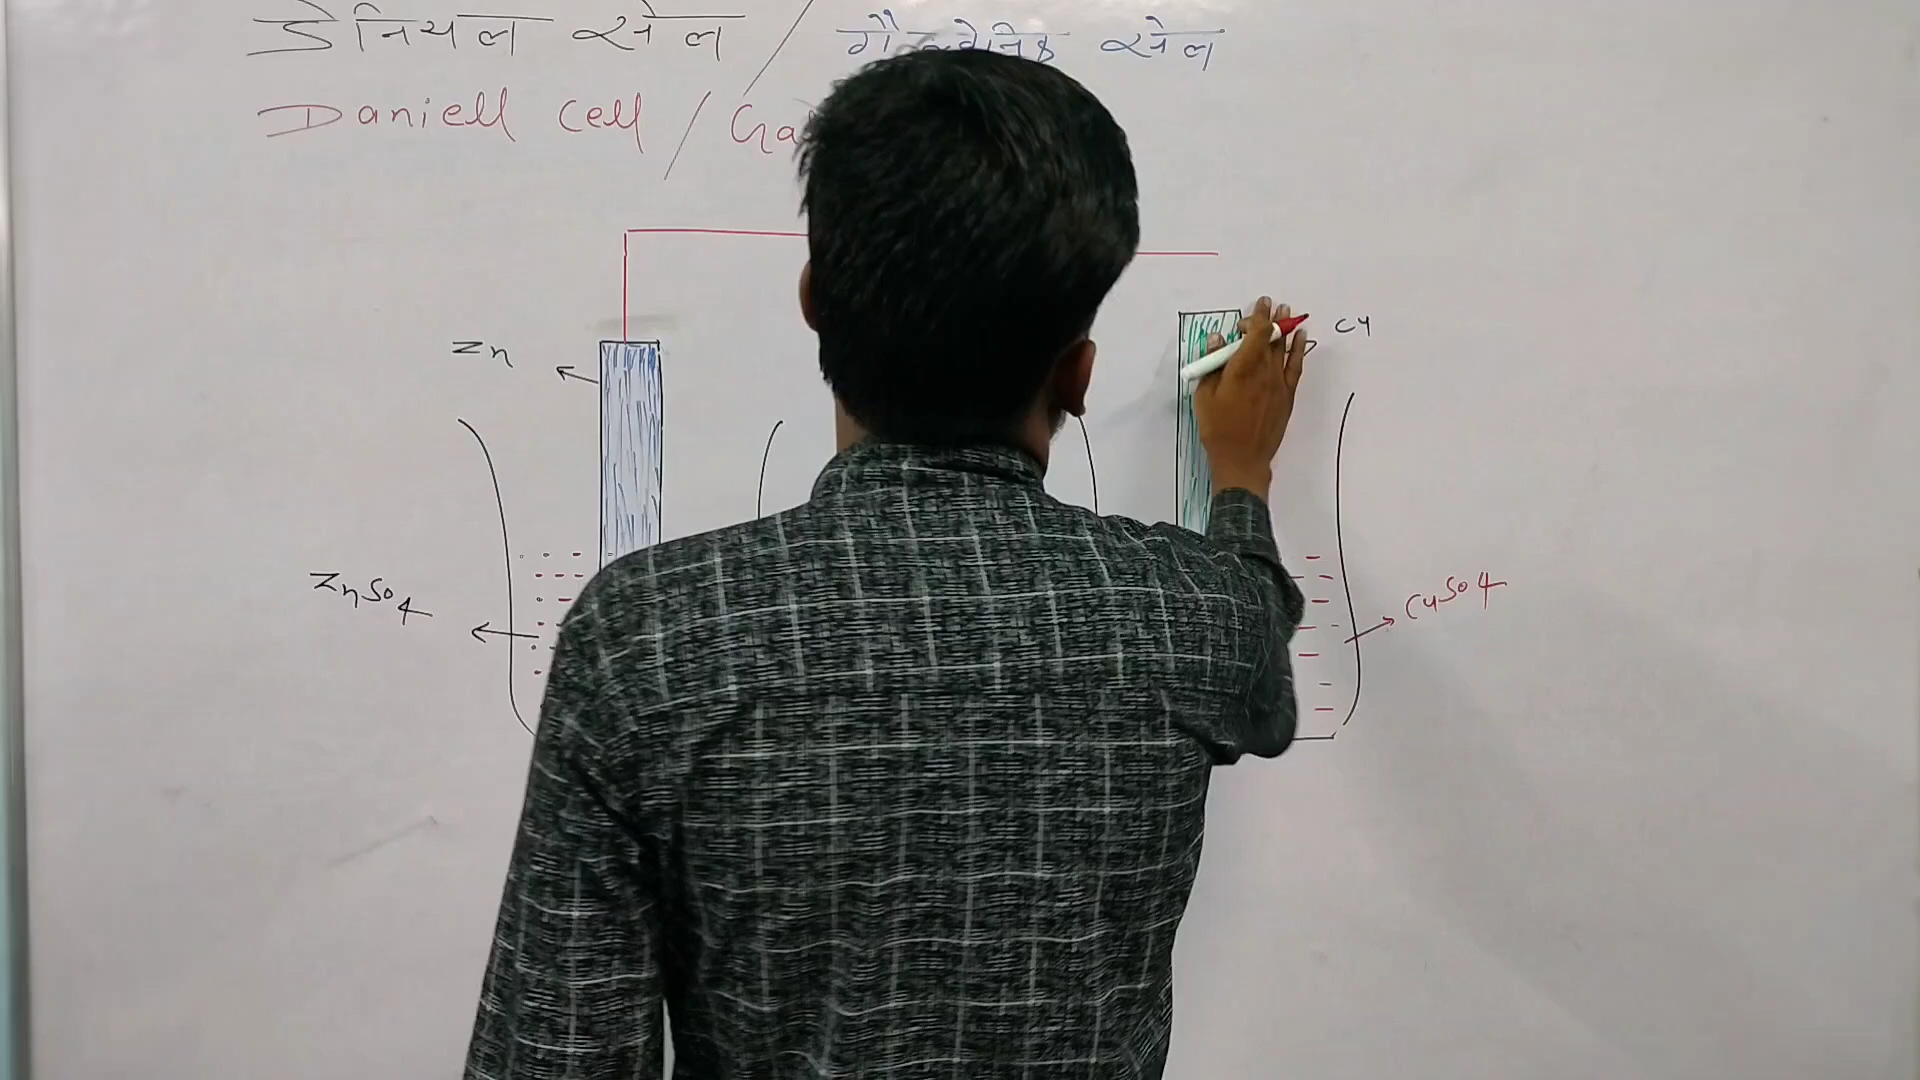 डेनियल सेल /
सेल
Daniell cell /
Zn
Cu
ZnSO4
CuSO4